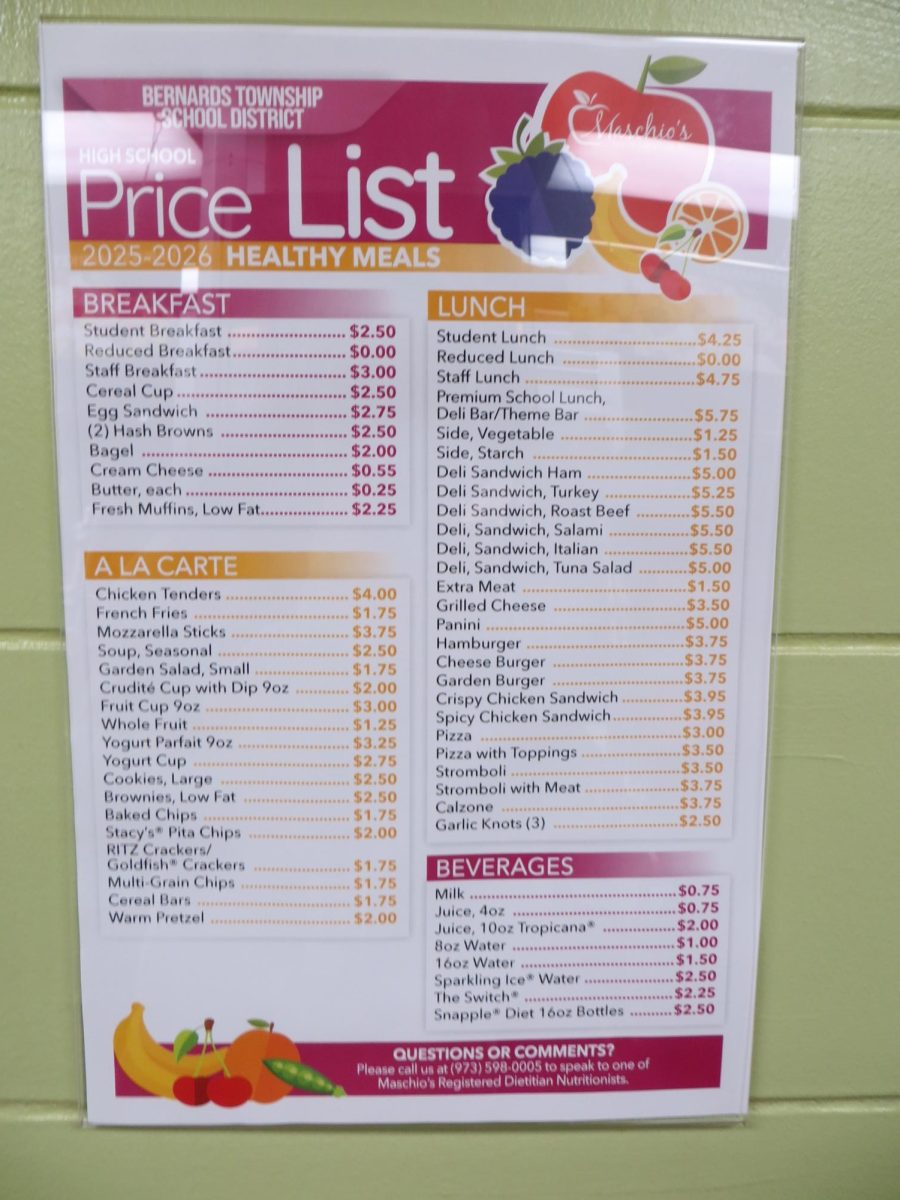 BERNARDS TOWNSHIP
SCHOOL DISTRICT
Maschio's
HIGH SCHOOL
Price List
2025-2026 HEALTHY MEALS
BREAKFAST
Student Breakfast ........................ $2.50
Reduced Breakfast....................... $0.00
Staff Breakfast............................. $3.00
Cereal Cup.................................. $2.50
Egg Sandwich ............................. $2.75
(2) Hash Browns .......................... $2.50
Bagel .......................................... $2.00
Cream Cheese ............................ $0.55
Butter, each ................................ $0.25
Fresh Muffins, Low Fat................. $2.25
A LA CARTE
Chicken Tenders ......................... $4.00
French Fries ................................ $1.75
Mozzarella Sticks ........................ $3.75
Soup, Seasonal ........................... $2.50
Garden Salad, Small .................... $1.75
Crudité Cup with Dip 9oz ........... $2.00
Fruit Cup 9oz .............................. $3.00
Whole Fruit ................................. $1.25
Yogurt Parfait 9oz ....................... $3.25
Yogurt Cup ................................. $2.75
Cookies, Large ........................... $2.50
Brownies, Low Fat ...................... $2.50
Baked Chips ............................... $1.75
Stacy's® Pita Chips ..................... $2.00
RITZ Crackers/
Goldfish® Crackers ..................... $1.75
Multi-Grain Chips ....................... $1.75
Cereal Bars ................................. $1.75
Warm Pretzel .............................. $2.00
LUNCH
Student Lunch ..............................$4.25
Reduced Lunch ............................$0.00
Staff Lunch ...................................$4.75
Premium School Lunch,
Deli Bar/Theme Bar ......................$5.75
Side, Vegetable ...........................$1.25
Side, Starch .................................$1.50
Deli Sandwich Ham ......................$5.00
Deli Sandwich, Turkey ..................$5.25
Deli Sandwich, Roast Beef ...........$5.50
Deli, Sandwich, Salami .................$5.50
Deli, Sandwich, Italian ..................$5.50
Deli, Sandwich, Tuna Salad ..........$5.00
Extra Meat ...................................$1.50
Grilled Cheese .............................$3.50
Panini ..........................................$5.00
Hamburger ..................................$3.75
Cheese Burger .............................$3.75
Garden Burger .............................$3.75
Crispy Chicken Sandwich .............$3.95
Spicy Chicken Sandwich...............$3.95
Pizza ............................................$3.00
Pizza with Toppings .....................$3.50
Stromboli .....................................$3.50
Stromboli with Meat ....................$3.75
Calzone .......................................$3.75
Garlic Knots (3) ............................$2.50
BEVERAGES
Milk .............................................$0.75
Juice, 4oz ....................................$0.75
Juice, 10oz Tropicana® ................$2.00
8oz Water ....................................$1.00
16oz Water ..................................$1.50
Sparkling Ice® Water ...................$2.50
The Switch® .................................$2.25
Snapple® Diet 16oz Bottles ..........$2.50
QUESTIONS OR COMMENTS?
Please call us at (973) 598-0005 to speak to one of
Maschio's Registered Dietitian Nutritionists.